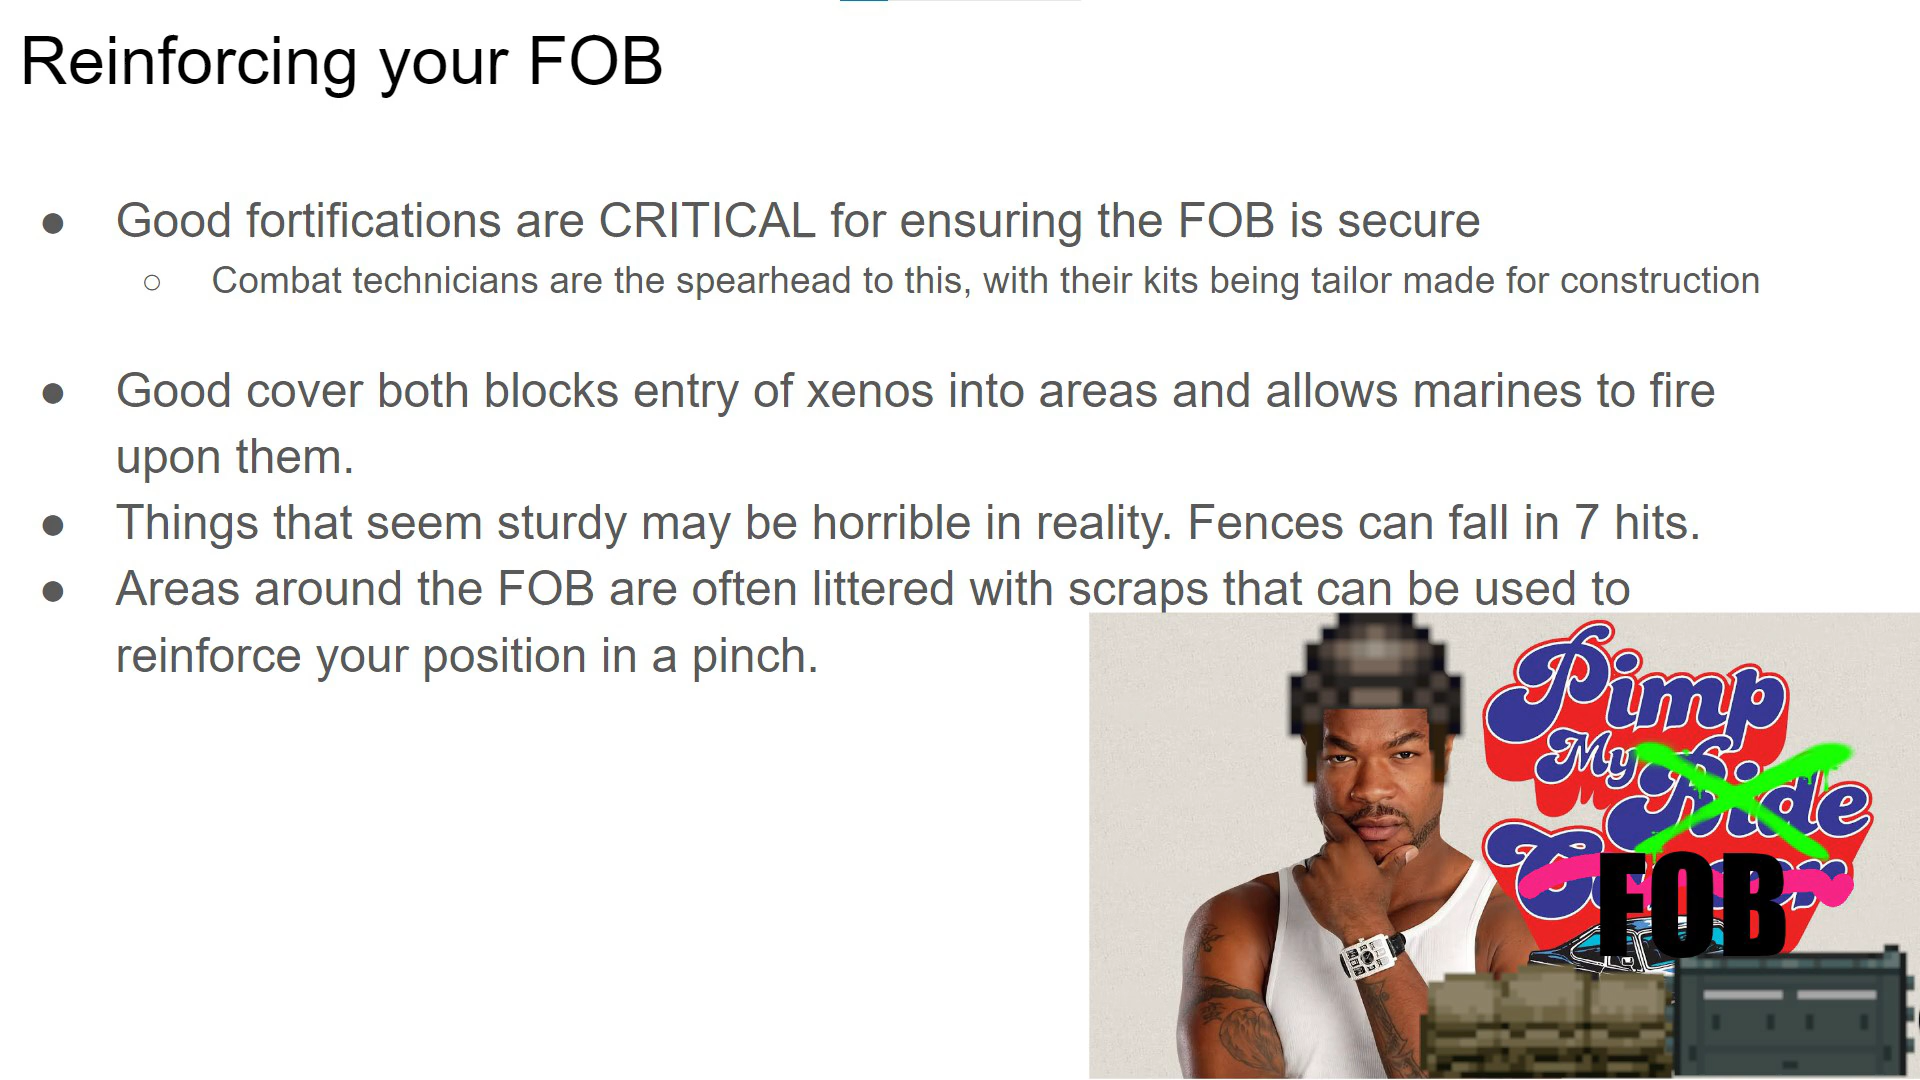 Reinforcing your FOB
● Good fortifications are CRITICAL for ensuring the FOB is secure
○ Combat technicians are the spearhead to this, with their kits being tailor made for construction
● Good cover both blocks entry of xenos into areas and allows marines to fire
upon them.
● Things that seem sturdy may be horrible in reality. Fences can fall in 7 hits.
● Areas around the FOB are often littered with scraps that can be used to
reinforce your position in a pinch.
Pimp
My Ride
FOB